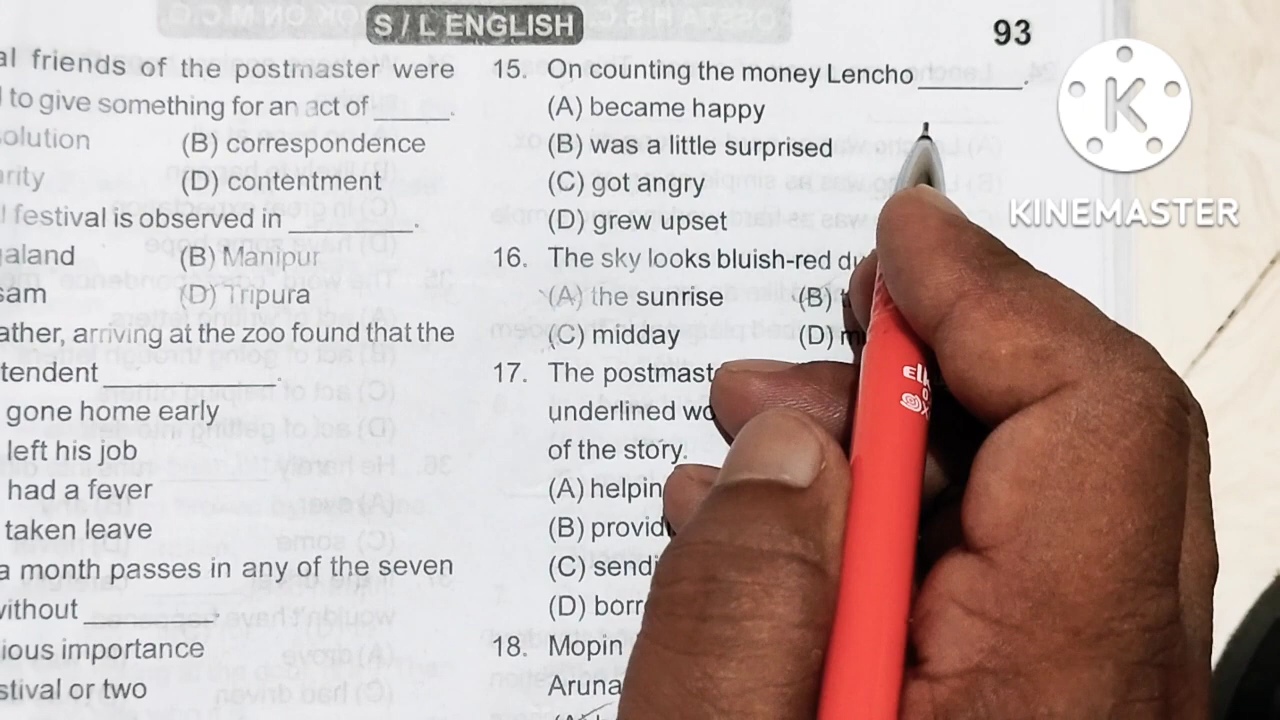 S / L ENGLISH
93
al friends of the postmaster were
to give something for an act of ______.
olution (B) correspondence
arity (D) contentment
festival is observed in __________.
galand (B) Manipur
sam (D) Tripura
ather, arriving at the zoo found that the
tendent ______________.
gone home early
left his job
had a fever
taken leave
a month passes in any of the seven
vithout ___________.
ious importance
stival or two
15. On counting the money Lencho ________.
(A) became happy
(B) was a little surprised
(C) got angry
(D) grew upset
16. The sky looks bluish-red du
(A) the sunrise (B)
(C) midday (D)
17. The postmast
underlined wo
of the story.
(A) helpin
(B) provid
(C) sendi
(D) borr
18. Mopin
Aruna
KINEMASTER